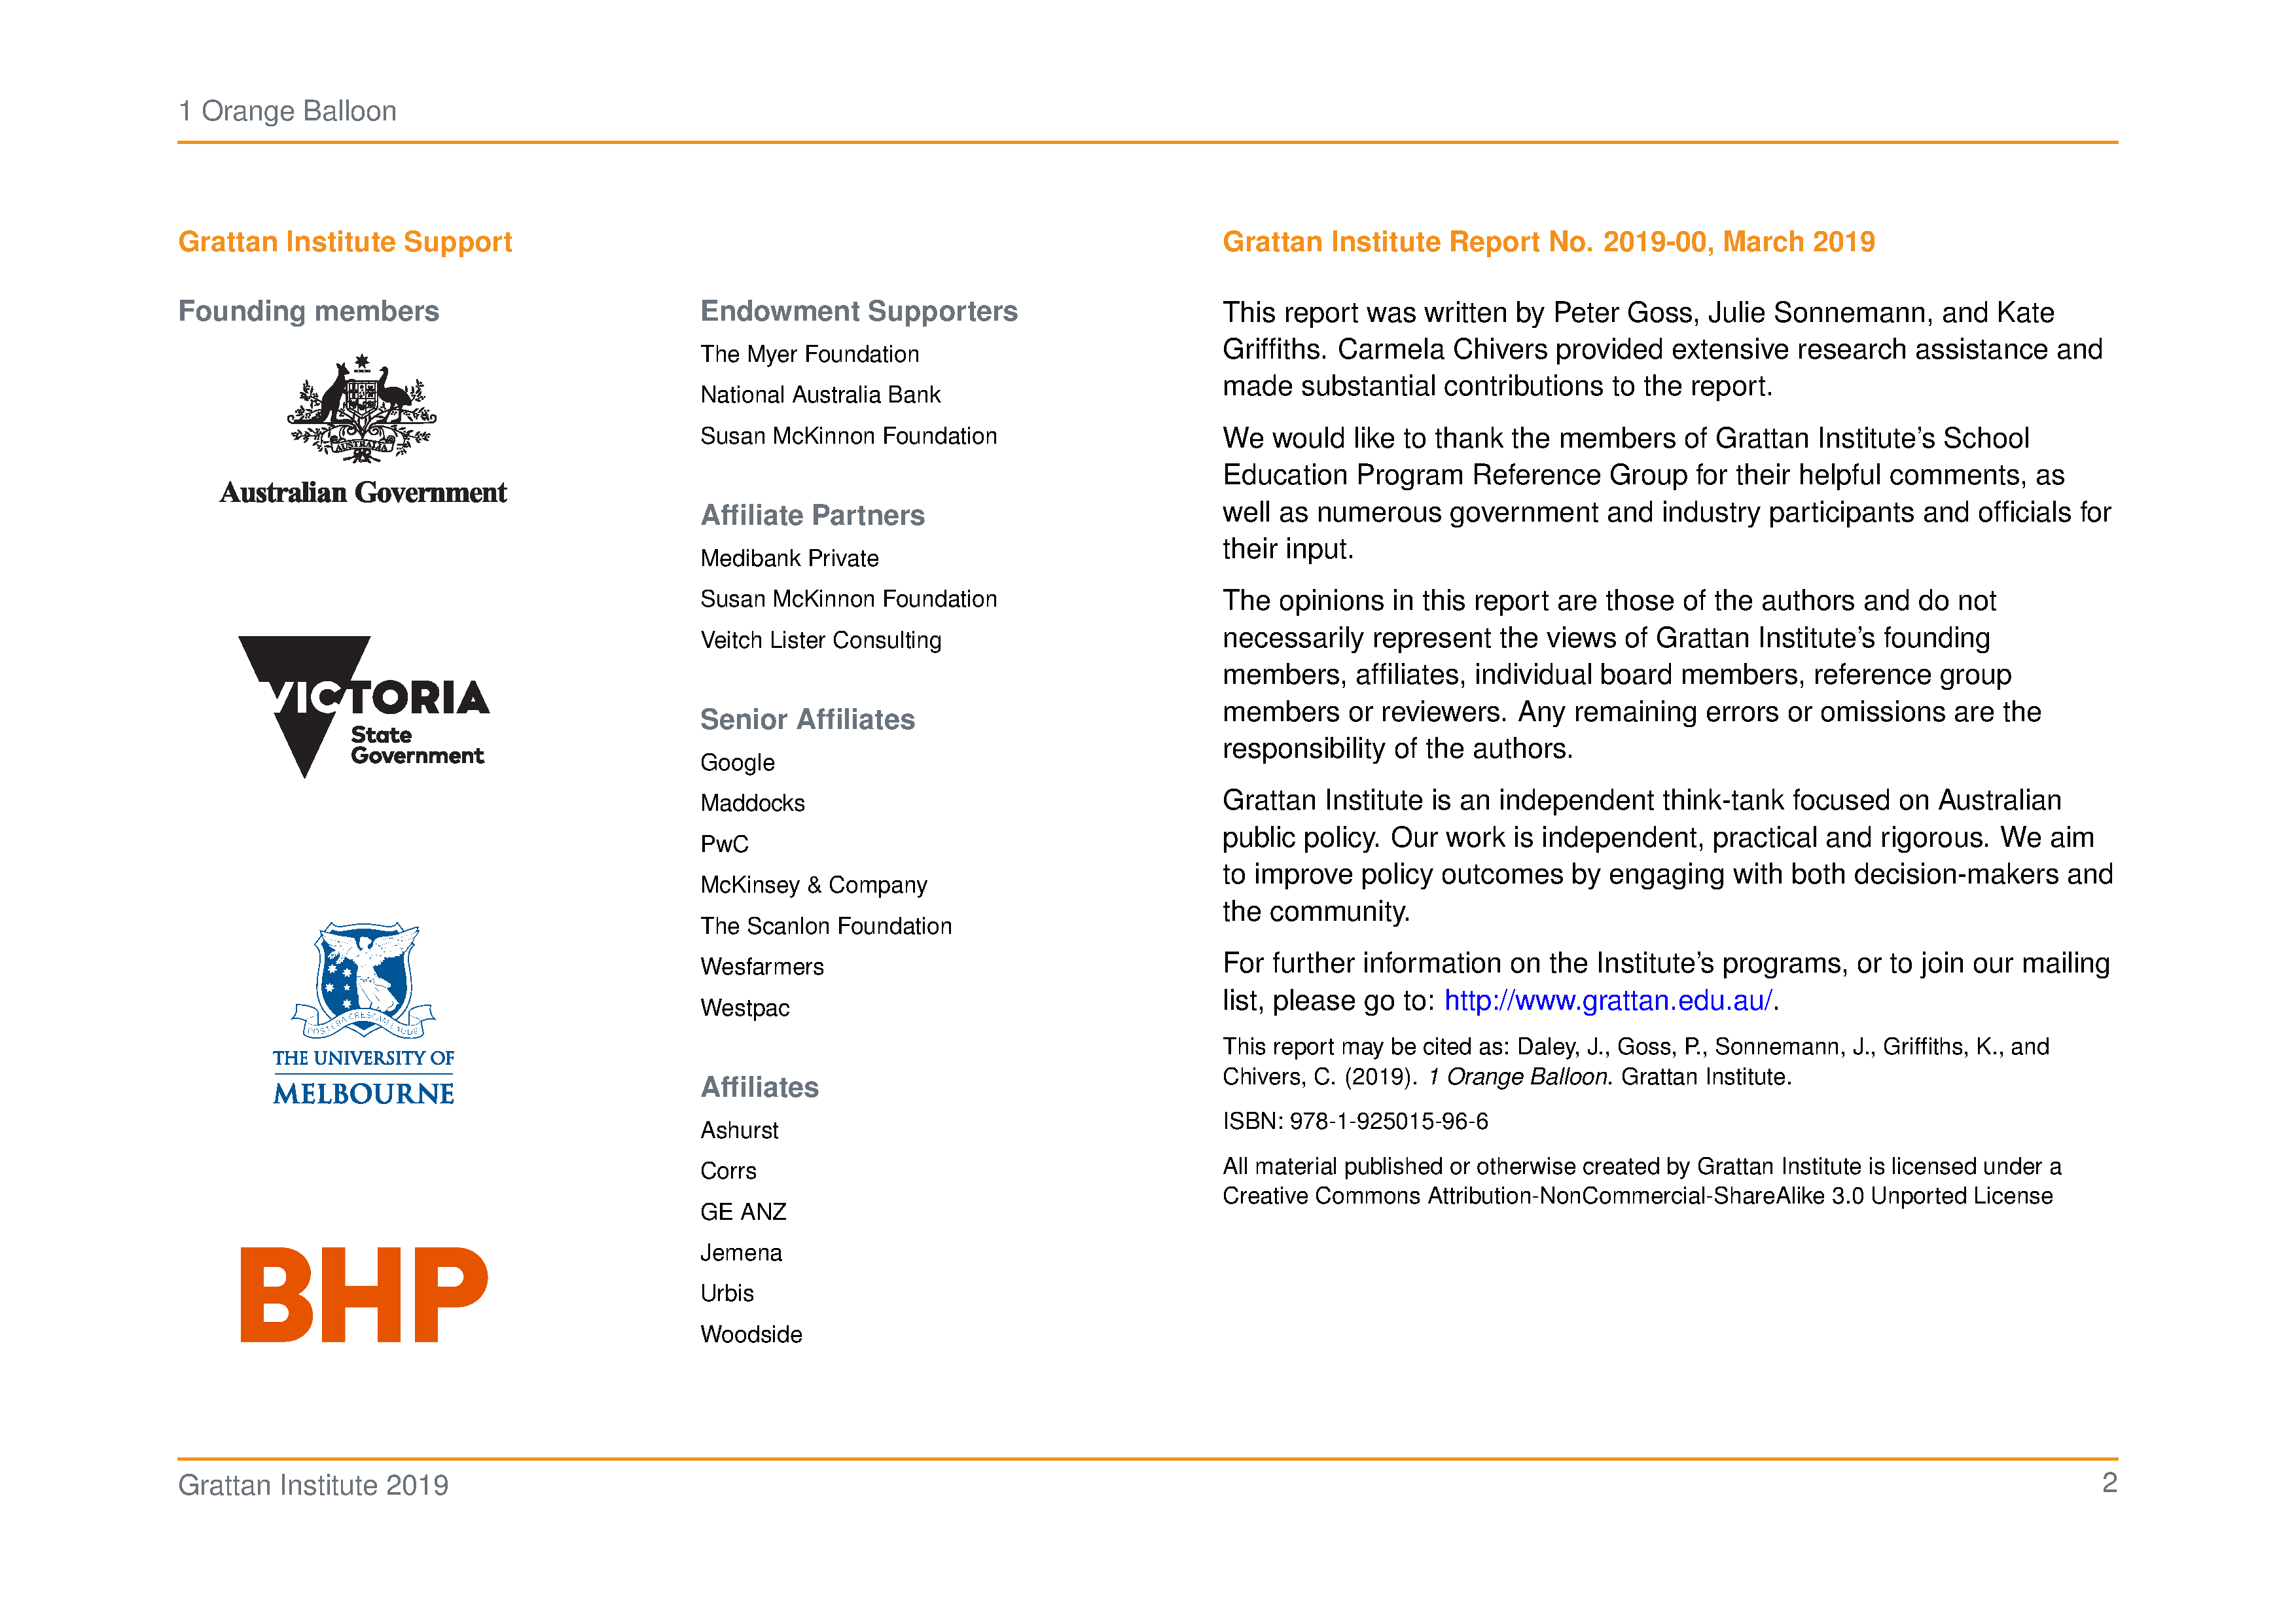 1 Orange Balloon
Grattan Institute Support
Founding members
AUSTRALIA
Australian Government
VICTORIA
State
Government
POSTERA CRESCAM LAUDE
THE UNIVERSITY OF
MELBOURNE
BHP
Endowment Supporters
The Myer Foundation
National Australia Bank
Susan McKinnon Foundation
Affiliate Partners
Medibank Private
Susan McKinnon Foundation
Veitch Lister Consulting
Senior Affiliates
Google
Maddocks
PwC
McKinsey & Company
The Scanlon Foundation
Wesfarmers
Westpac
Affiliates
Ashurst
Corrs
GE ANZ
Jemena
Urbis
Woodside
Grattan Institute Report No. 2019-00, March 2019
This report was written by Peter Goss, Julie Sonnemann, and Kate
Griffiths. Carmela Chivers provided extensive research assistance and
made substantial contributions to the report.
We would like to thank the members of Grattan Institute’s School
Education Program Reference Group for their helpful comments, as
well as numerous government and industry participants and officials for
their input.
The opinions in this report are those of the authors and do not
necessarily represent the views of Grattan Institute’s founding
members, affiliates, individual board members, reference group
members or reviewers. Any remaining errors or omissions are the
responsibility of the authors.
Grattan Institute is an independent think-tank focused on Australian
public policy. Our work is independent, practical and rigorous. We aim
to improve policy outcomes by engaging with both decision-makers and
the community.
For further information on the Institute’s programs, or to join our mailing
list, please go to: http://www.grattan.edu.au/.
This report may be cited as: Daley, J., Goss, P., Sonnemann, J., Griffiths, K., and
Chivers, C. (2019). 1 Orange Balloon. Grattan Institute.
ISBN: 978-1-925015-96-6
All material published or otherwise created by Grattan Institute is licensed under a
Creative Commons Attribution-NonCommercial-ShareAlike 3.0 Unported License
Grattan Institute 2019
2